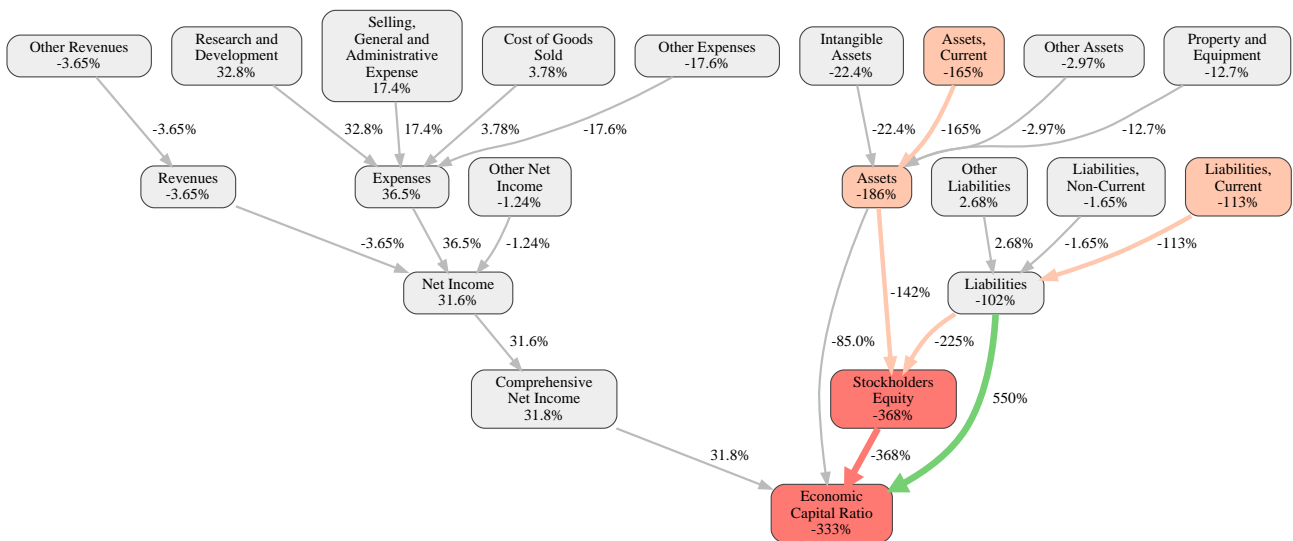 Other Revenues
-3.65%
Research and
Development
32.8%
Selling,
General and
Administrative
Expense
17.4%
Cost of Goods
Sold
3.78%
Other Expenses
-17.6%
Intangible
Assets
-22.4%
Assets,
Current
-165%
Other Assets
-2.97%
Property and
Equipment
-12.7%
-3.65%
32.8%
17.4%
3.78%
-17.6%
-22.4%
-165%
-2.97%
-12.7%
Revenues
-3.65%
Expenses
36.5%
Other Net
Income
-1.24%
Assets
-186%
Other
Liabilities
2.68%
Liabilities,
Non-Current
-1.65%
Liabilities,
Current
-113%
-3.65%
36.5%
-1.24%
2.68%
-1.65%
-113%
Net Income
31.6%
-142%
Liabilities
-102%
31.6%
-85.0%
-225%
Comprehensive
Net Income
31.8%
Stockholders
Equity
-368%
550%
31.8%
-368%
Economic
Capital Ratio
-333%